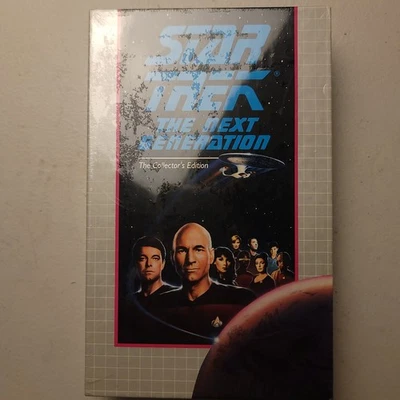 STAR
TREK®
THE NEXT
GENERATION
The Collector's Edition